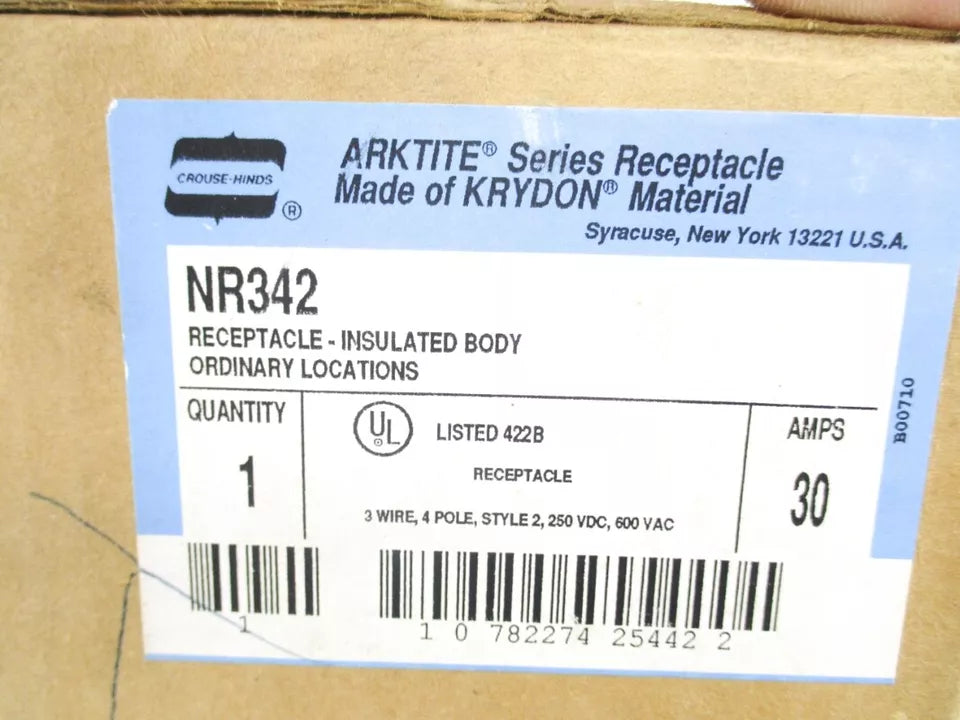 CROUSE-HINDS
®
ARKTITE® Series Receptacle
Made of KRYDON® Material
Syracuse, New York 13221 U.S.A.
NR342
RECEPTACLE - INSULATED BODY
ORDINARY LOCATIONS
QUANTITY
1
UL
LISTED 422B
RECEPTACLE
3 WIRE, 4 POLE, STYLE 2, 250 VDC, 600 VAC
AMPS
30
B00710
1
1 0 782274 25442 2